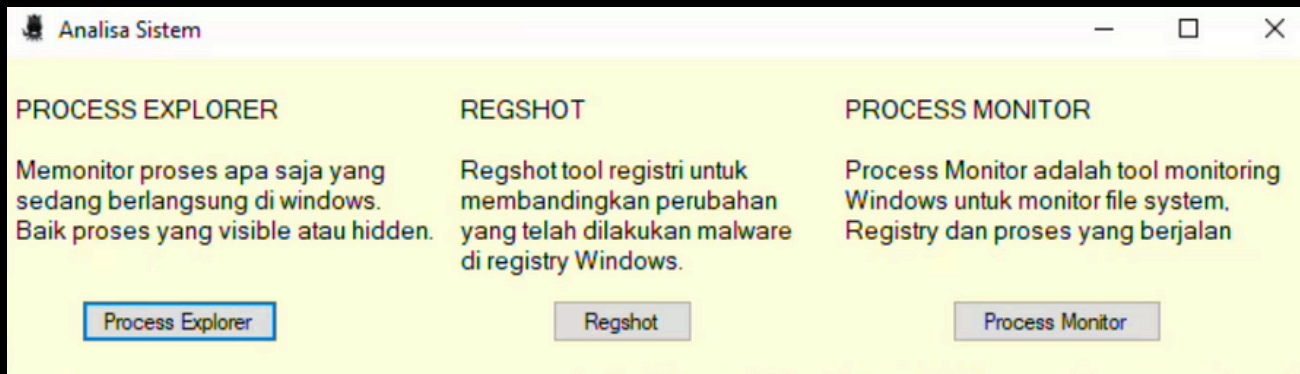 Analisa Sistem
PROCESS EXPLORER
Memonitor proses apa saja yang
sedang berlangsung di windows.
Baik proses yang visible atau hidden.
Process Explorer
REGSHOT
Regshot tool registri untuk
membandingkan perubahan
yang telah dilakukan malware
di registry Windows.
Regshot
PROCESS MONITOR
Process Monitor adalah tool monitoring
Windows untuk monitor file system,
Registry dan proses yang berjalan
Process Monitor